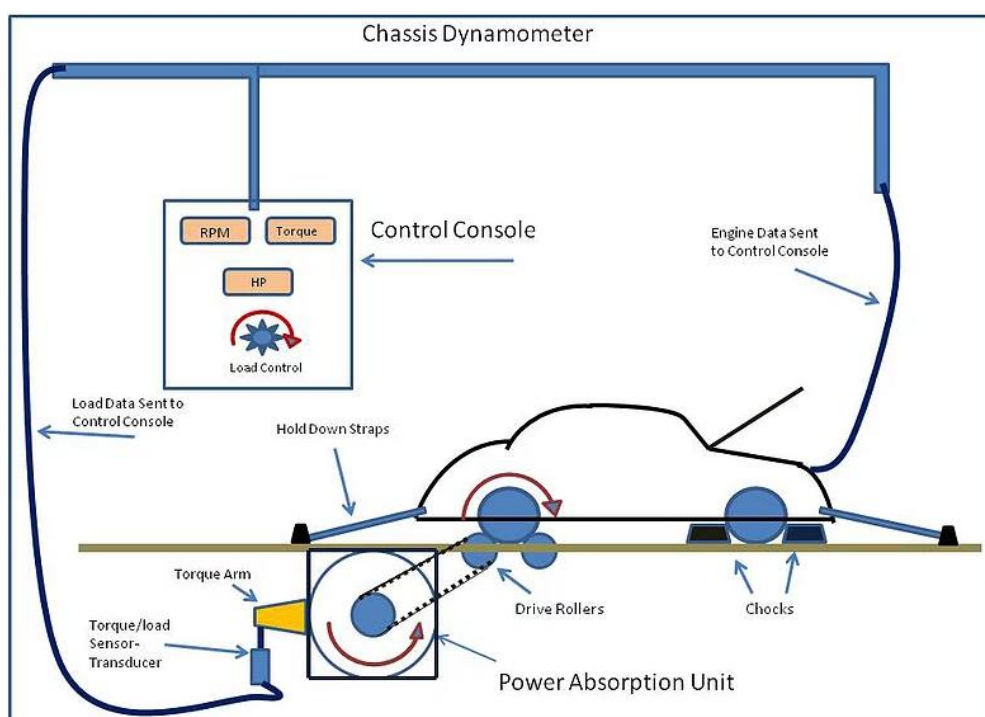 Chassis Dynamometer
RPM
Torque
HP
Load Control
Control Console
Engine Data Sent
to Control Console
Load Data Sent to
Control Console
Hold Down Straps
Torque Arm
Torque/load
Sensor-
Transducer
Drive Rollers
Chocks
Power Absorption Unit